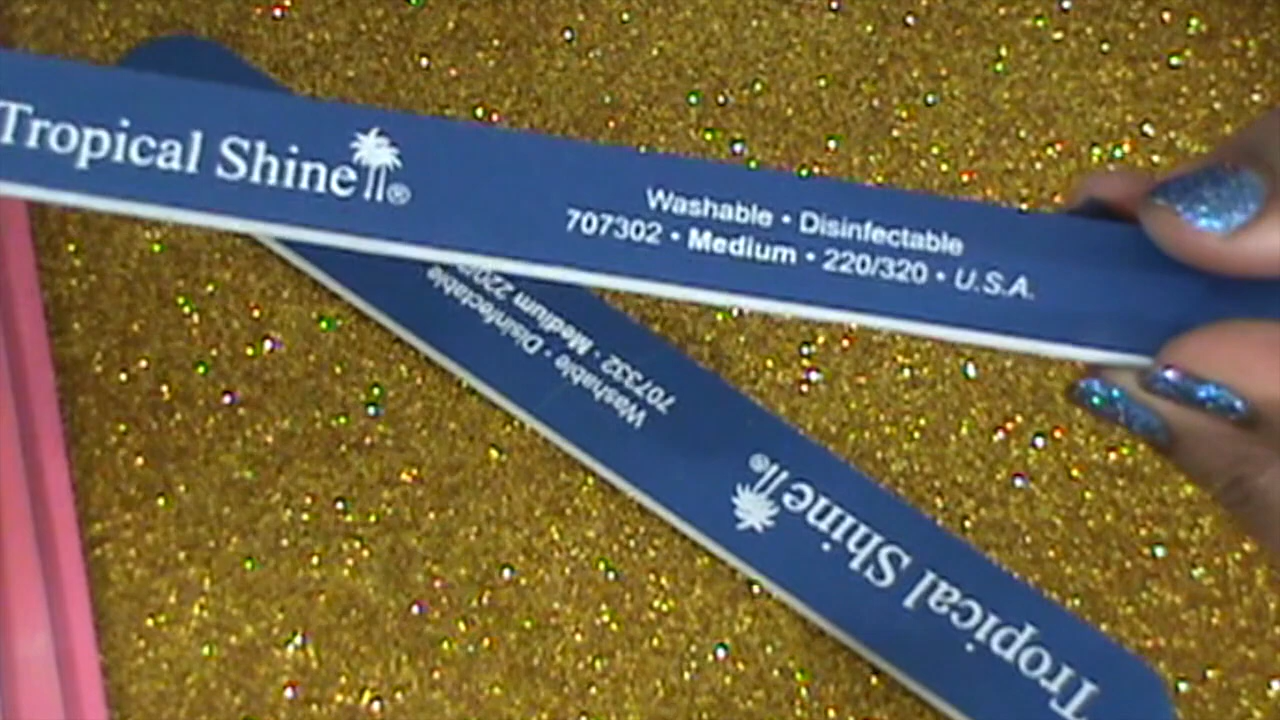 Tropical Shine®
Washable • Disinfectable
707302 • Medium • 220/320 • U.S.A.
Washable • Disinfectable
707332 • Medium
Tropical Shine®